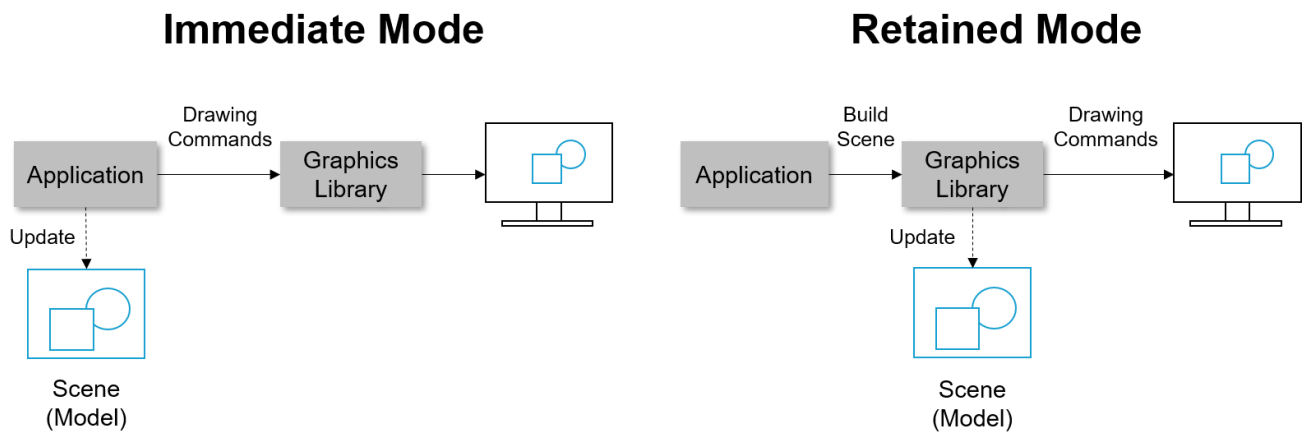 Immediate Mode
Drawing
Commands
Application
Graphics
Library
Update
Scene
(Model)
Retained Mode
Build
Scene
Drawing
Commands
Application
Graphics
Library
Update
Scene
(Model)